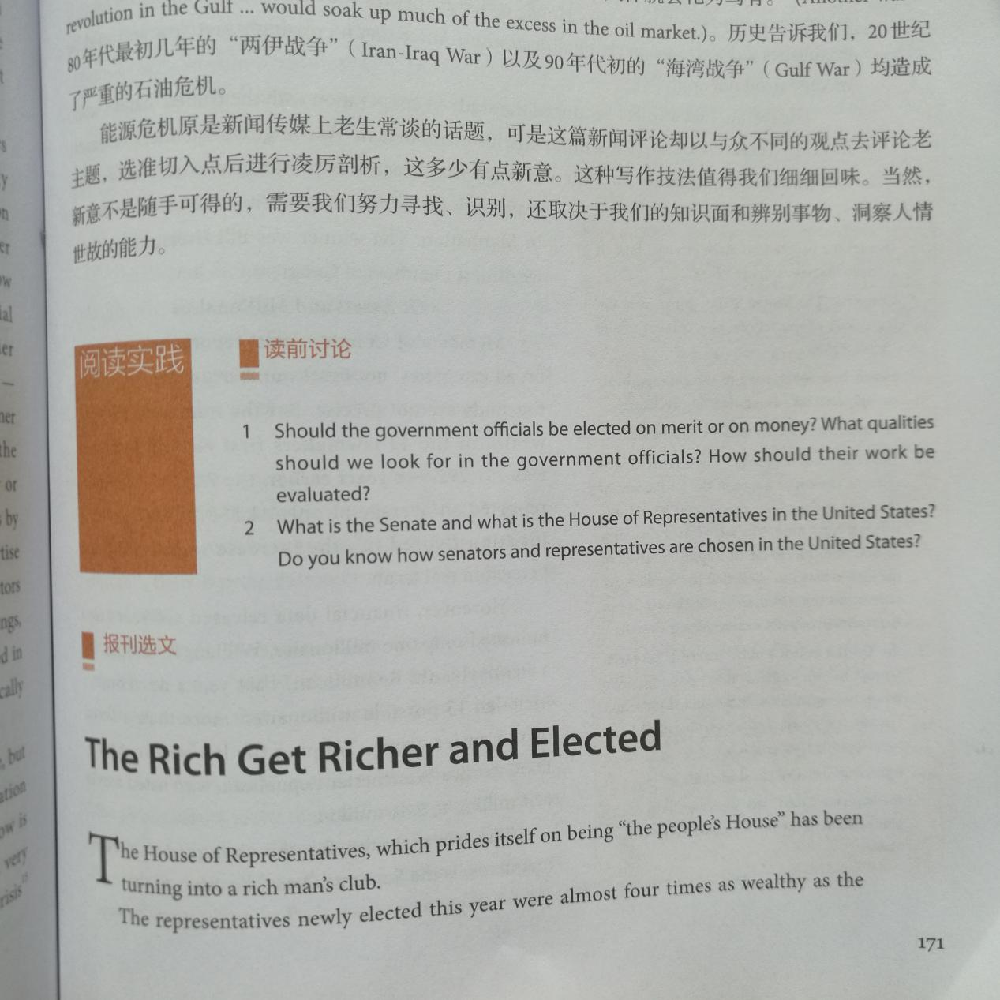 revolution in the Gulf ... would soak up much of the excess in the oil market.)。历史告诉我们，20世纪
80年代最初几年的“两伊战争”（Iran-Iraq War）以及90年代初的“海湾战争”（Gulf War）均造成
了严重的石油危机。
能源危机原是新闻传媒上老生常谈的话题，可是这篇新闻评论却以与众不同的观点去评论老
主题，选准切入点后进行凌厉剖析，这多少有点新意。这种写作技法值得我们细细回味。当然，
新意不是随手可得的，需要我们努力寻找、识别，还取决于我们的知识面和辨别事物、洞察人情
世故的能力。
阅读实践
读前讨论
1 Should the government officials be elected on merit or on money? What qualities
should we look for in the government officials? How should their work be
evaluated?
2 What is the Senate and what is the House of Representatives in the United States?
Do you know how senators and representatives are chosen in the United States?
报刊选文
The Rich Get Richer and Elected
The House of Representatives, which prides itself on being “the people’s House” has been
turning into a rich man’s club.
The representatives newly elected this year were almost four times as wealthy as the
171